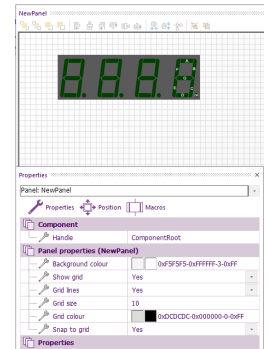 NewPanel
Properties
Panel: NewPanel
Properties Position Macros
Component
Handle ComponentRoot
Panel properties (NewPanel)
Background colour 0xF5F5F5-0xFFFFFF-3-0xFF
Show grid Yes
Grid lines Yes
Grid size 10
Grid colour 0xDCDCDC-0x000000-0-0xFF
Snap to grid Yes
Properties